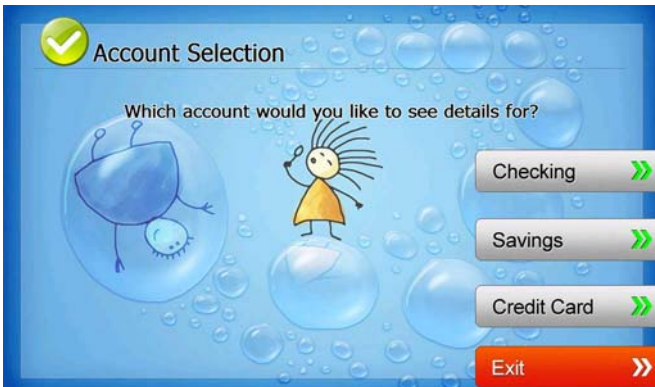 Account Selection
Which account would you like to see details for?
Checking
Savings
Credit Card
Exit